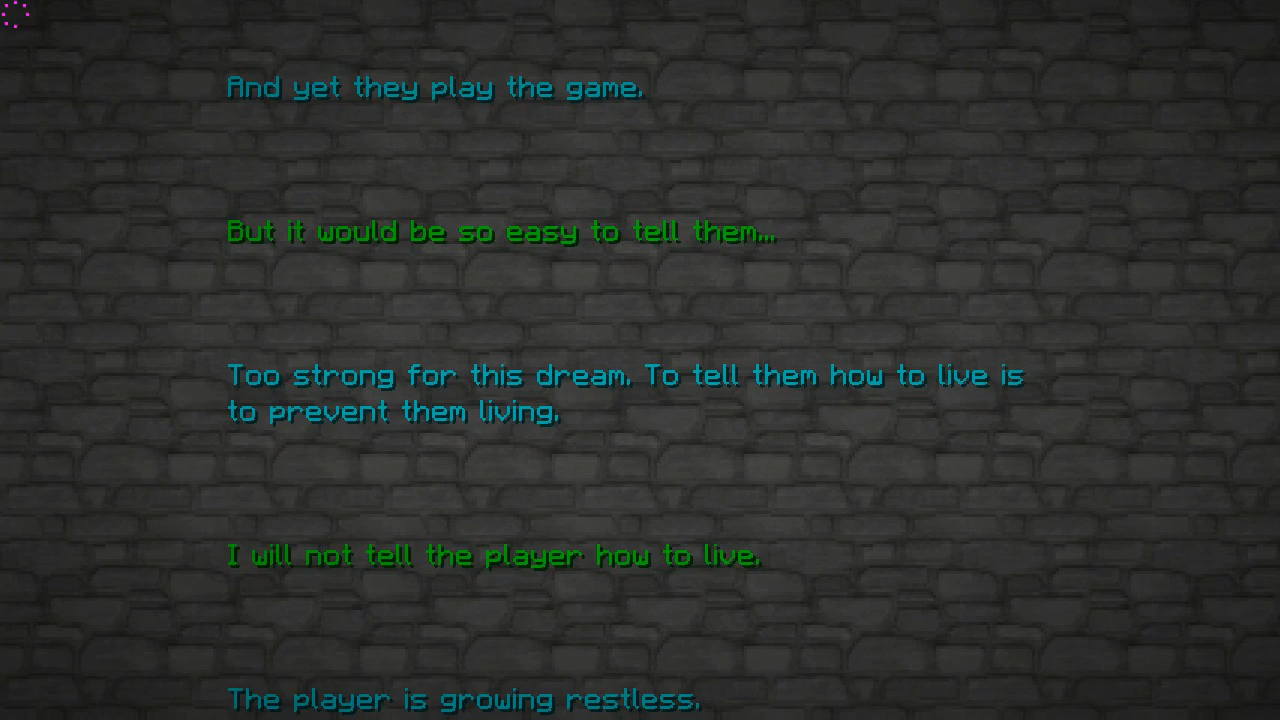 And yet they play the game.
But it would be so easy to tell them...
Too strong for this dream. To tell them how to live is
to prevent them living.
I will not tell the player how to live.
The player is growing restless.